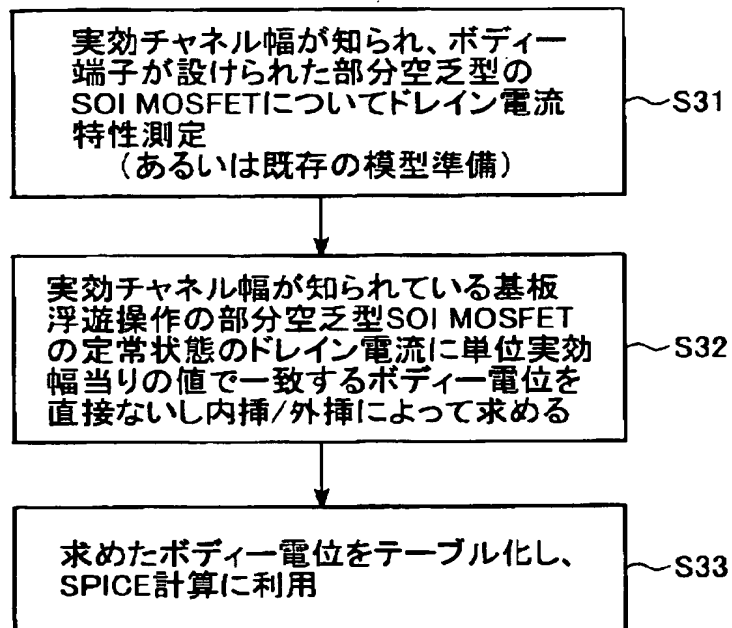 実効チャネル幅が知られ、ボディー
端子が設けられた部分空乏型の
SOI MOSFETについてドレイン電流
特性測定
(あるいは既存の模型準備)
S31
実効チャネル幅が知られている基板
浮遊操作の部分空乏型SOI MOSFET
の定常状態のドレイン電流に単位実効
幅当りの値で一致するボディー電位を
直接ないし内挿/外挿によって求める
S32
求めたボディー電位をテーブル化し、
SPICE計算に利用
S33